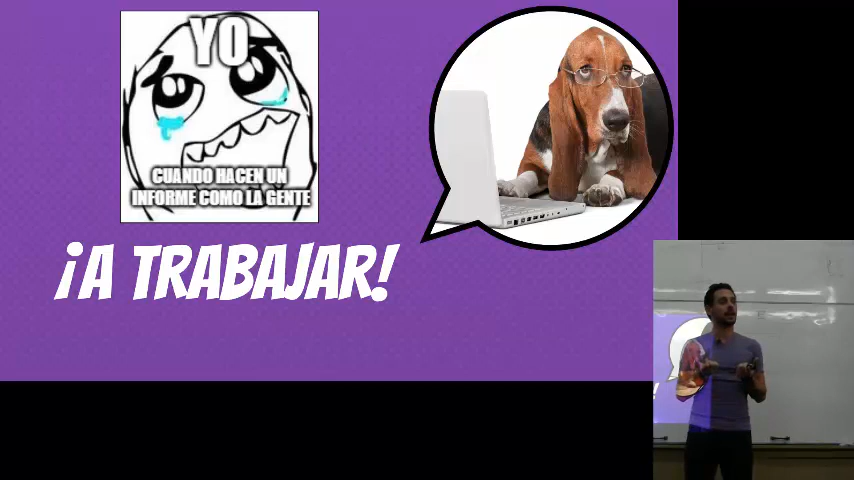 YO
CUANDO HACEN UN
INFORME COMO LA GENTE
¡A TRABAJAR!